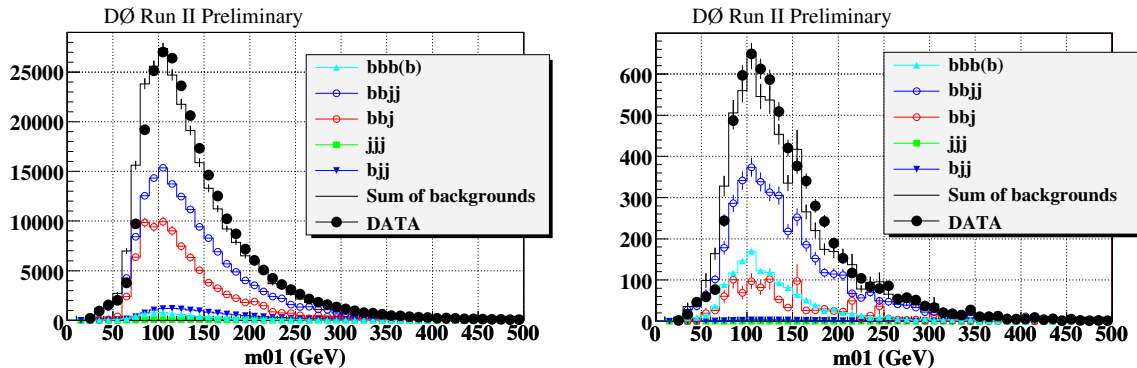 DØ Run II Preliminary
25000
20000
15000
10000
5000
0
bbb(b)
bbjj
bbj
jjj
bjj
Sum of backgrounds
DATA
0 50 100 150 200 250 300 350 400 450 500
m01 (GeV)
DØ Run II Preliminary
600
500
400
300
200
100
0
bbb(b)
bbjj
bbj
jjj
bjj
Sum of backgrounds
DATA
0 50 100 150 200 250 300 350 400 450 500
m01 (GeV)